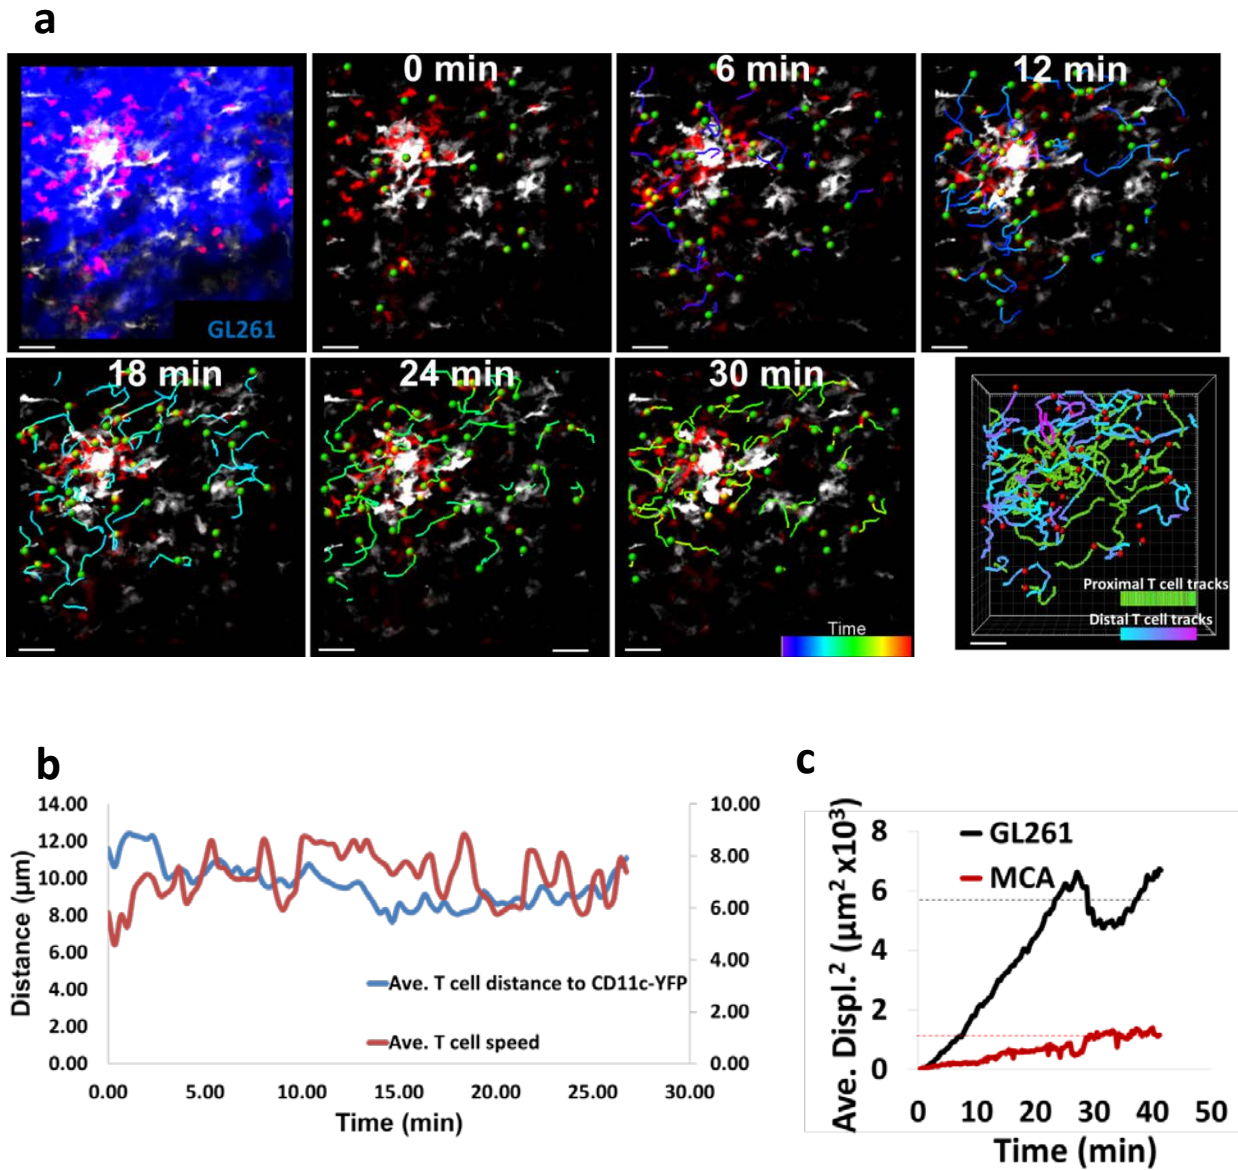 a
0 min
6 min
12 min
GL261
18 min
24 min
30 min
Time
Proximal T cell tracks
Distal T cell tracks
b
14.00
12.00
10.00
8.00
6.00
4.00
2.00
0.00
Distance (µm)
10.00
8.00
6.00
4.00
2.00
0.00
Ave. T cell distance to CD11c-YFP
Ave. T cell speed
0.00 5.00 10.00 15.00 20.00 25.00 30.00
Time (min)
c
Ave. Displ.² (µm² x10³)
8
6
4
2
0
GL261
MCA
0 10 20 30 40 50
Time (min)